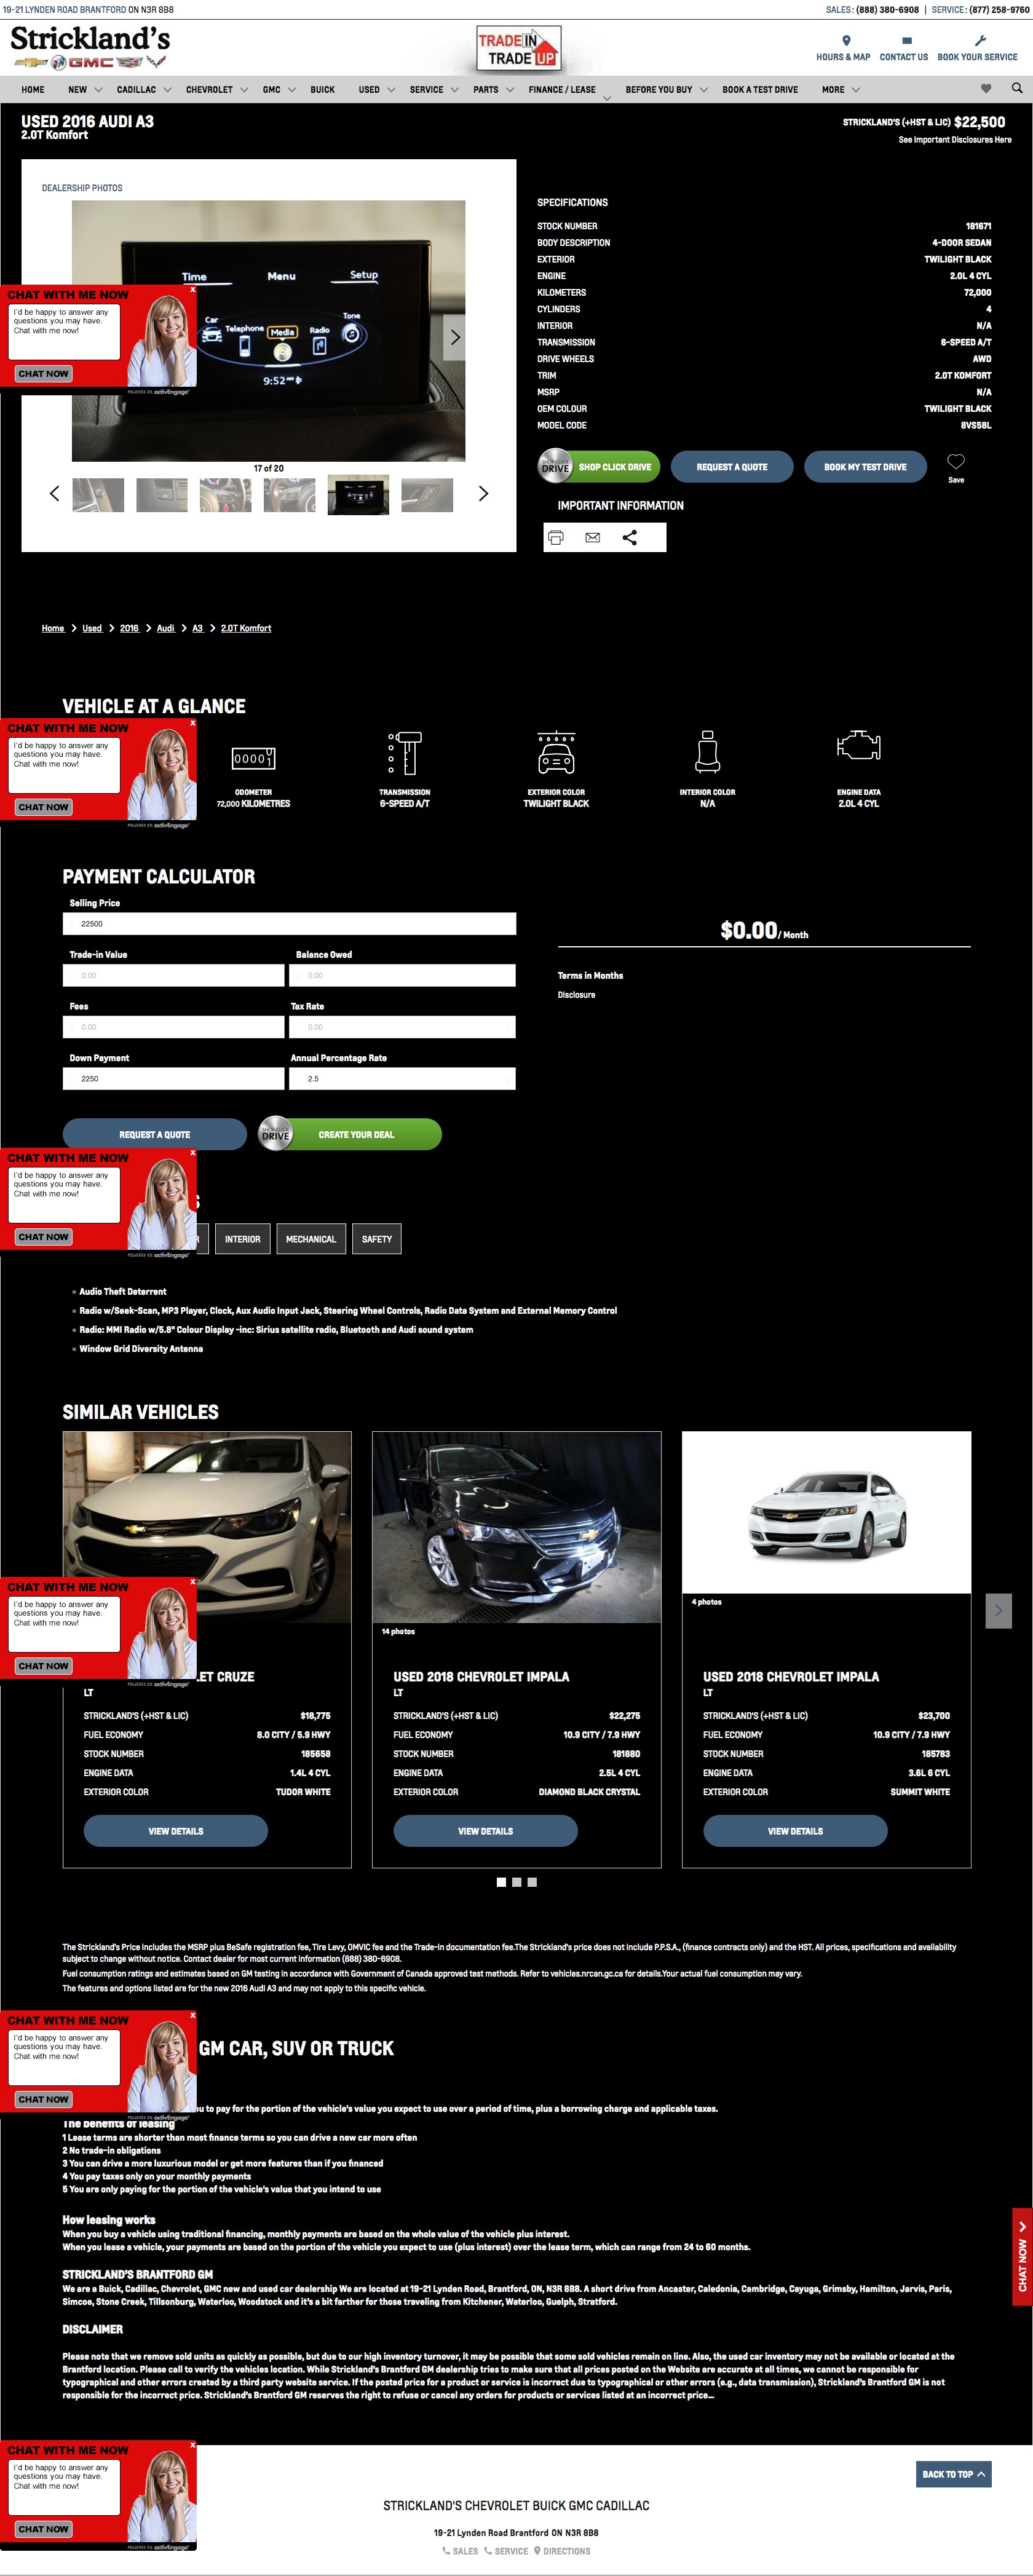 19-21 LYNDEN ROAD BRANTFORD ON N3R 8B8
SALES: (888) 380-6908 | SERVICE: (877) 258-9760
Strickland's
GMC
TRADE IN
TRADE UP
HOURS & MAP CONTACT US BOOK YOUR SERVICE
HOME NEW CADILLAC CHEVROLET GMC BUICK USED SERVICE PARTS FINANCE / LEASE BEFORE YOU BUY BOOK A TEST DRIVE MORE
USED 2016 AUDI A3
2.0T Komfort
STRICKLAND'S (+HST & LIC) $22,500
See Important Disclosures Here
DEALERSHIP PHOTOS
Time Menu Setup
Car Telephone Media Radio Tone
9:52
CHAT WITH ME NOW
X
I'd be happy to answer any
questions you may have.
Chat with me now!
CHAT NOW
POWERED BY: activEngage
17 of 20
SPECIFICATIONS
STOCK NUMBER 181671
BODY DESCRIPTION 4-DOOR SEDAN
EXTERIOR TWILIGHT BLACK
ENGINE 2.0L 4 CYL
KILOMETERS 72,000
CYLINDERS 4
INTERIOR N/A
TRANSMISSION 6-SPEED A/T
DRIVE WHEELS AWD
TRIM 2.0T KOMFORT
MSRP N/A
OEM COLOUR TWILIGHT BLACK
MODEL CODE 8VS58L
DRIVE SHOP CLICK DRIVE REQUEST A QUOTE BOOK MY TEST DRIVE Save
IMPORTANT INFORMATION
Home Used 2016 Audi A3 2.0T Komfort
VEHICLE AT A GLANCE
CHAT WITH ME NOW
X
I'd be happy to answer any
questions you may have.
Chat with me now!
CHAT NOW
POWERED BY: activEngage
00001
ODOMETER TRANSMISSION EXTERIOR COLOR INTERIOR COLOR ENGINE DATA
72,000 KILOMETRES 6-SPEED A/T TWILIGHT BLACK N/A 2.0L 4 CYL
PAYMENT CALCULATOR
Selling Price
22500
Trade-in Value Balance Owed
0.00 0.00
Fees Tax Rate
0.00 0.00
Down Payment Annual Percentage Rate
2250 2.5
$0.00 / Month
Terms in Months
Disclosure
REQUEST A QUOTE DRIVE CREATE YOUR DEAL
CHAT WITH ME NOW
X
I'd be happy to answer any
questions you may have.
Chat with me now!
CHAT NOW
POWERED BY: activEngage
S
R INTERIOR MECHANICAL SAFETY
Audio Theft Deterrent
Radio w/Seek-Scan, MP3 Player, Clock, Aux Audio Input Jack, Steering Wheel Controls, Radio Data System and External Memory Control
Radio: MMI Radio w/5.8" Colour Display -inc: Sirius satellite radio, Bluetooth and Audi sound system
Window Grid Diversity Antenna
SIMILAR VEHICLES
CHAT WITH ME NOW
X
I'd be happy to answer any
questions you may have.
Chat with me now!
CHAT NOW
POWERED BY: activEngage
LET CRUZE
LT
STRICKLAND'S (+HST & LIC) $18,775
FUEL ECONOMY 8.0 CITY / 5.9 HWY
STOCK NUMBER 185658
ENGINE DATA 1.4L 4 CYL
EXTERIOR COLOR TUDOR WHITE
VIEW DETAILS
14 photos
USED 2018 CHEVROLET IMPALA
LT
STRICKLAND'S (+HST & LIC) $22,275
FUEL ECONOMY 10.9 CITY / 7.9 HWY
STOCK NUMBER 181880
ENGINE DATA 2.5L 4 CYL
EXTERIOR COLOR DIAMOND BLACK CRYSTAL
VIEW DETAILS
4 photos
USED 2018 CHEVROLET IMPALA
LT
STRICKLAND'S (+HST & LIC) $23,700
FUEL ECONOMY 10.9 CITY / 7.9 HWY
STOCK NUMBER 185783
ENGINE DATA 3.6L 6 CYL
EXTERIOR COLOR SUMMIT WHITE
VIEW DETAILS
The Strickland's Price includes the MSRP plus BeSafe registration fee, Tire Levy, OMVIC fee and the Trade-in documentation fee.The Strickland's price does not include P.P.S.A., (finance contracts only) and the HST. All prices, specifications and availability
subject to change without notice. Contact dealer for most current information (888) 380-6908.
Fuel consumption ratings and estimates based on GM testing in accordance with Government of Canada approved test methods. Refer to vehicles.nrcan.gc.ca for details.Your actual fuel consumption may vary.
The features and options listed are for the new 2016 Audi A3 and may not apply to this specific vehicle.
CHAT WITH ME NOW
X
I'd be happy to answer any
questions you may have.
Chat with me now!
CHAT NOW
POWERED BY: activEngage
GM CAR, SUV OR TRUCK
ou to pay for the portion of the vehicle's value you expect to use over a period of time, plus a borrowing charge and applicable taxes.
The benefits of leasing
1 Lease terms are shorter than most finance terms so you can drive a new car more often
2 No trade-in obligations
3 You can drive a more luxurious model or get more features than if you financed
4 You pay taxes only on your monthly payments
5 You are only paying for the portion of the vehicle's value that you intend to use
How leasing works
When you buy a vehicle using traditional financing, monthly payments are based on the whole value of the vehicle plus interest.
When you lease a vehicle, your payments are based on the portion of the vehicle you expect to use (plus interest) over the lease term, which can range from 24 to 60 months.
CHAT NOW
STRICKLAND'S BRANTFORD GM
We are a Buick, Cadillac, Chevrolet, GMC new and used car dealership We are located at 19-21 Lynden Road, Brantford, ON, N3R 8B8. A short drive from Ancaster, Caledonia, Cambridge, Cayuga, Grimsby, Hamilton, Jarvis, Paris,
Simcoe, Stone Creek, Tillsonburg, Waterloo, Woodstock and it's a bit farther for those traveling from Kitchener, Waterloo, Guelph, Stratford.
DISCLAIMER
Please note that we remove sold units as quickly as possible, but due to our high inventory turnover, it may be possible that some sold vehicles remain on line. Also, the used car inventory may not be available or located at the
Brantford location. Please call to verify the vehicles location. While Strickland's Brantford GM dealership tries to make sure that all prices posted on the Website are accurate at all times, we cannot be responsible for
typographical and other errors created by a third party website service. If the posted price for a product or service is incorrect due to typographical or other errors (e.g., data transmission), Strickland's Brantford GM is not
responsible for the incorrect price. Strickland's Brantford GM reserves the right to refuse or cancel any orders for products or services listed at an incorrect price...
CHAT WITH ME NOW
X
I'd be happy to answer any
questions you may have.
Chat with me now!
CHAT NOW
POWERED BY: activEngage
BACK TO TOP
STRICKLAND'S CHEVROLET BUICK GMC CADILLAC
19-21 Lynden Road Brantford ON N3R 8B8
SALES SERVICE DIRECTIONS